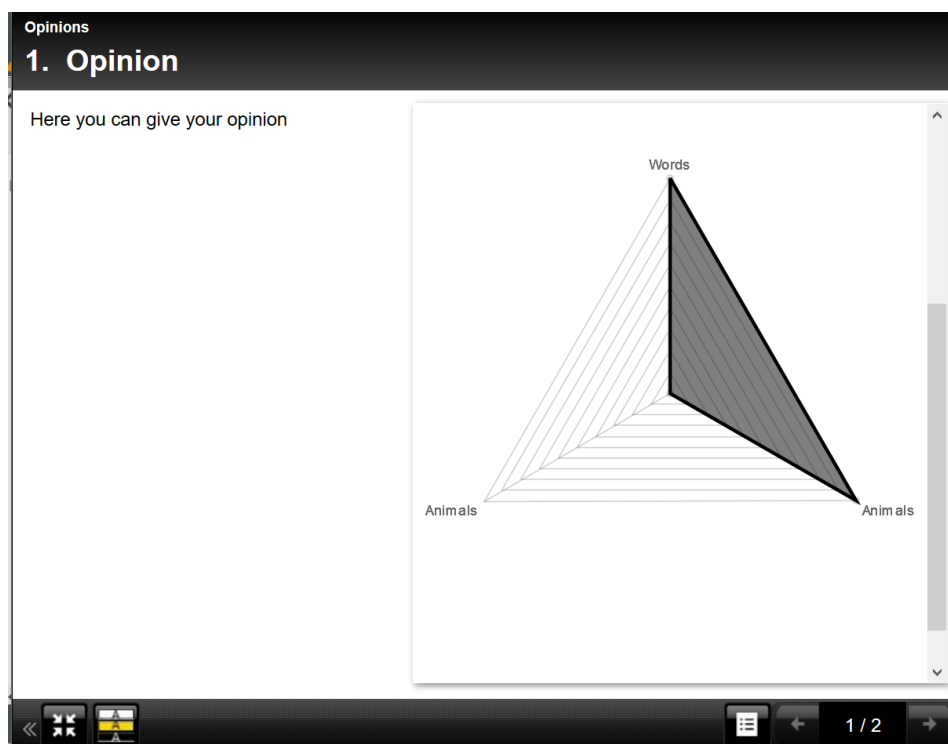 Opinions
1. Opinion
Here you can give your opinion
Words
Animals
Animals
A
A
A
1 / 2